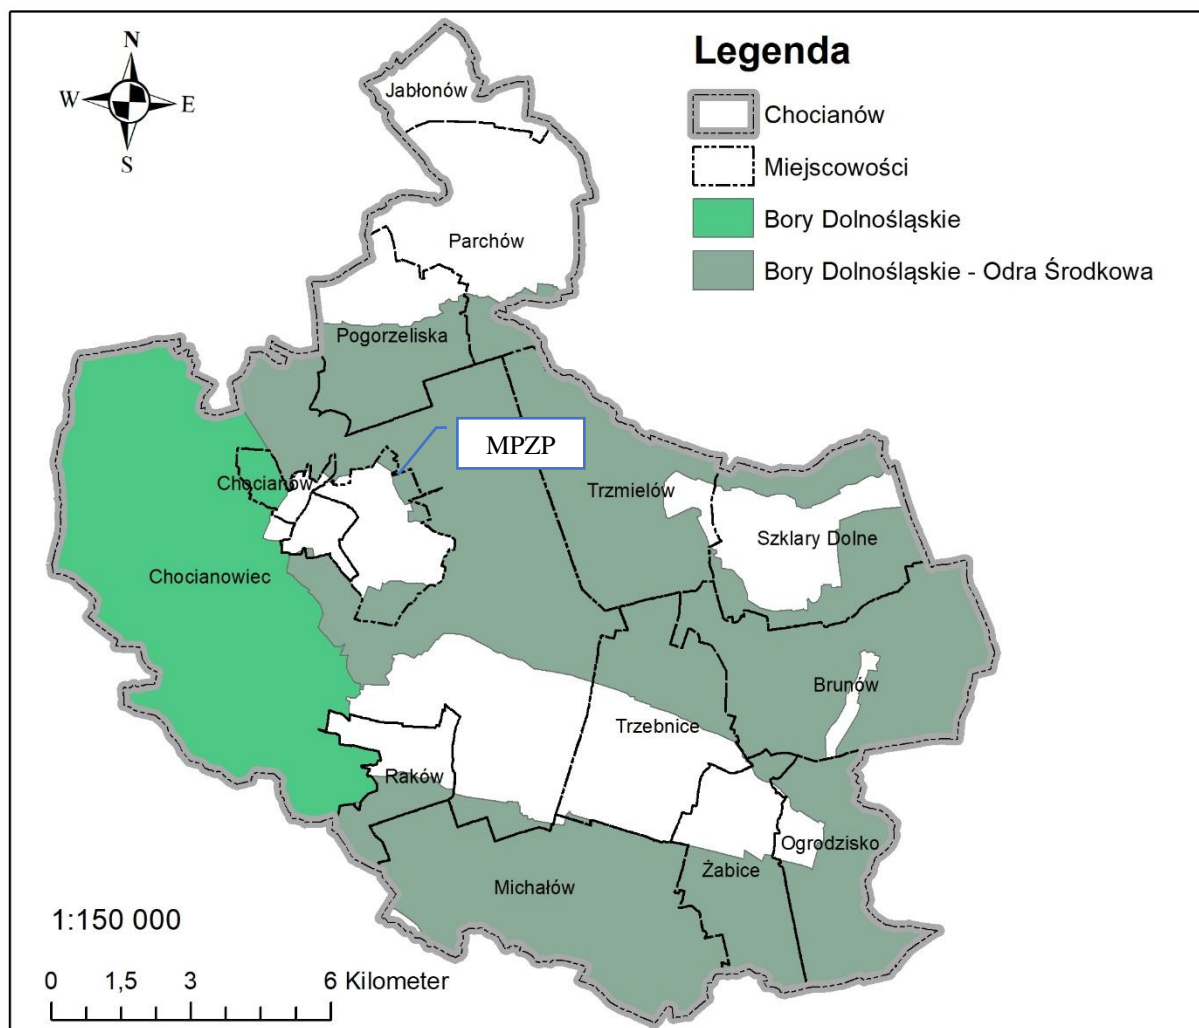 N
W E
S
Legenda
Chocianów
Miejscowości
Bory Dolnośląskie
Bory Dolnośląskie - Odra Środkowa
Jabłonów
Parchów
Pogorzeliska
MPZP
Chocianów
Trzmielów
Szklary Dolne
Chocianowiec
Brunów
Trzebnice
Raków
Ogrodzisko
Żabice
Michałów
1:150 000
0 1,5 3 6 Kilometer